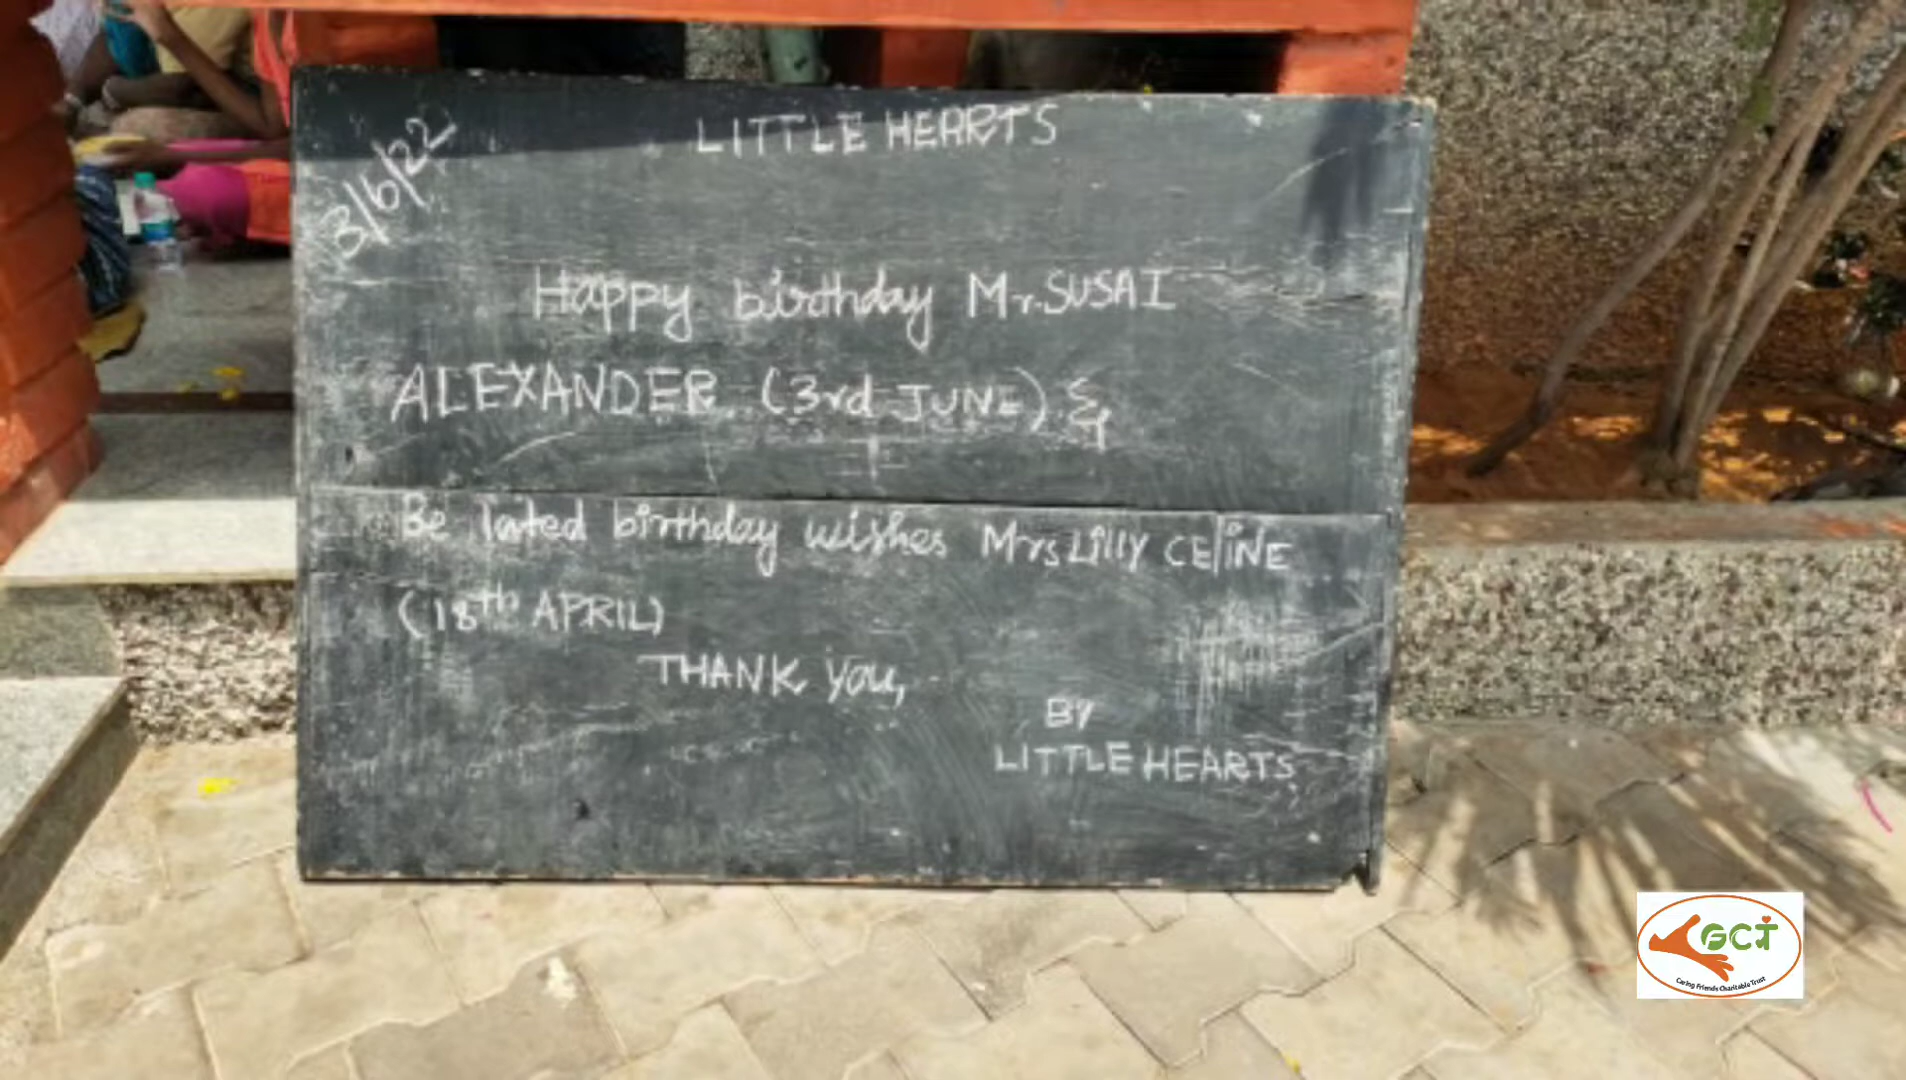 3/6/22
LITTLE HEARTS
Happy birthday Mr. SUSAI
ALEXANDER (3rd JUNE) &
Be lated birthday wishes Mrs Lilly CElINE
(18th APRIL)
THANK you,
By
LITTLE HEARTS
GCT
Caring Friends Charitable Trust